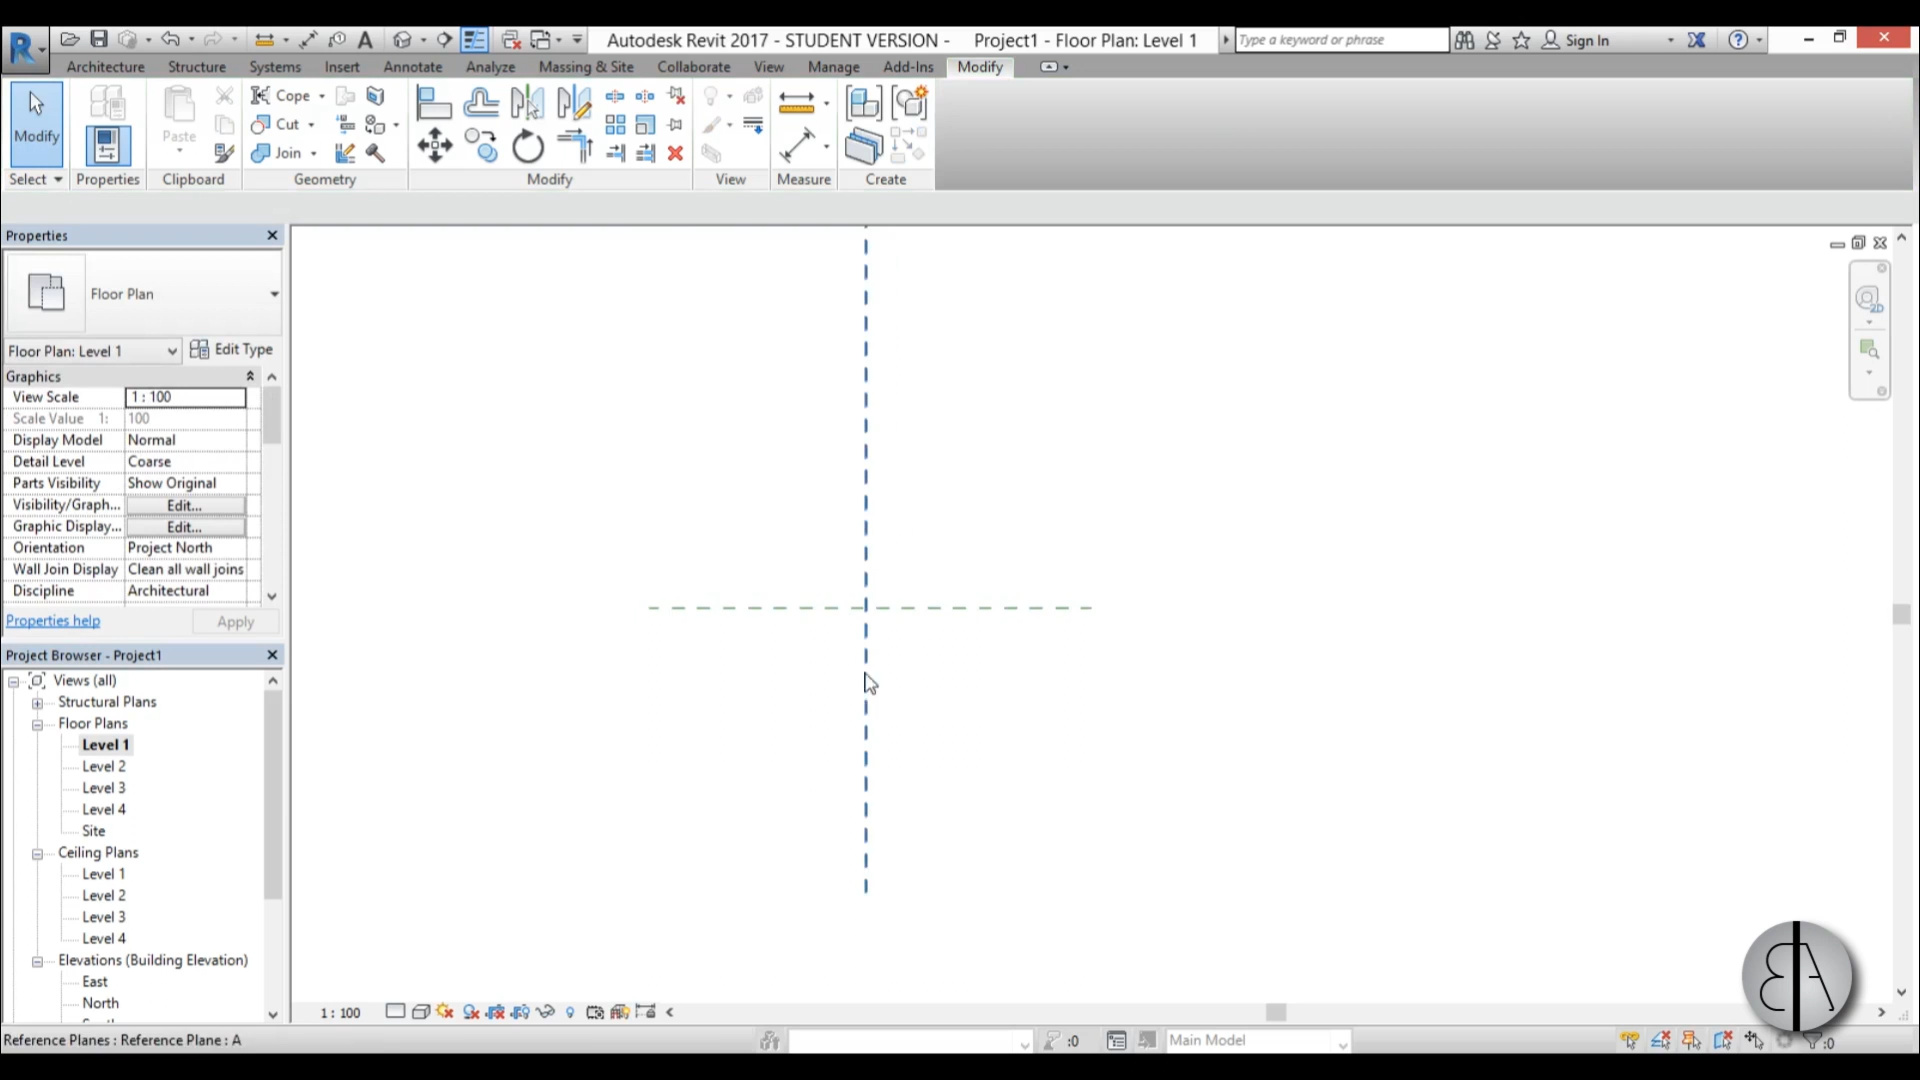 Autodesk Revit 2017 - STUDENT VERSION - Project1 - Floor Plan: Level 1
Type a keyword or phrase
Sign In
Architecture Structure Systems Insert Annotate Analyze Massing & Site Collaborate View Manage Add-Ins Modify
Modify
Paste
Cope
Cut
Join
Select Properties Clipboard Geometry Modify View Measure Create
Properties
Floor Plan
Floor Plan: Level 1 Edit Type
Graphics
View Scale 1 : 100
Scale Value 1: 100
Display Model Normal
Detail Level Coarse
Parts Visibility Show Original
Visibility/Graph... Edit...
Graphic Display... Edit...
Orientation Project North
Wall Join Display Clean all wall joins
Discipline Architectural
Properties help Apply
Project Browser - Project1
Views (all)
Structural Plans
Floor Plans
Level 1
Level 2
Level 3
Level 4
Site
Ceiling Plans
Level 1
Level 2
Level 3
Level 4
Elevations (Building Elevation)
East
North
2D
1 : 100
Reference Planes : Reference Plane : A
:0
Main Model
:0
BA